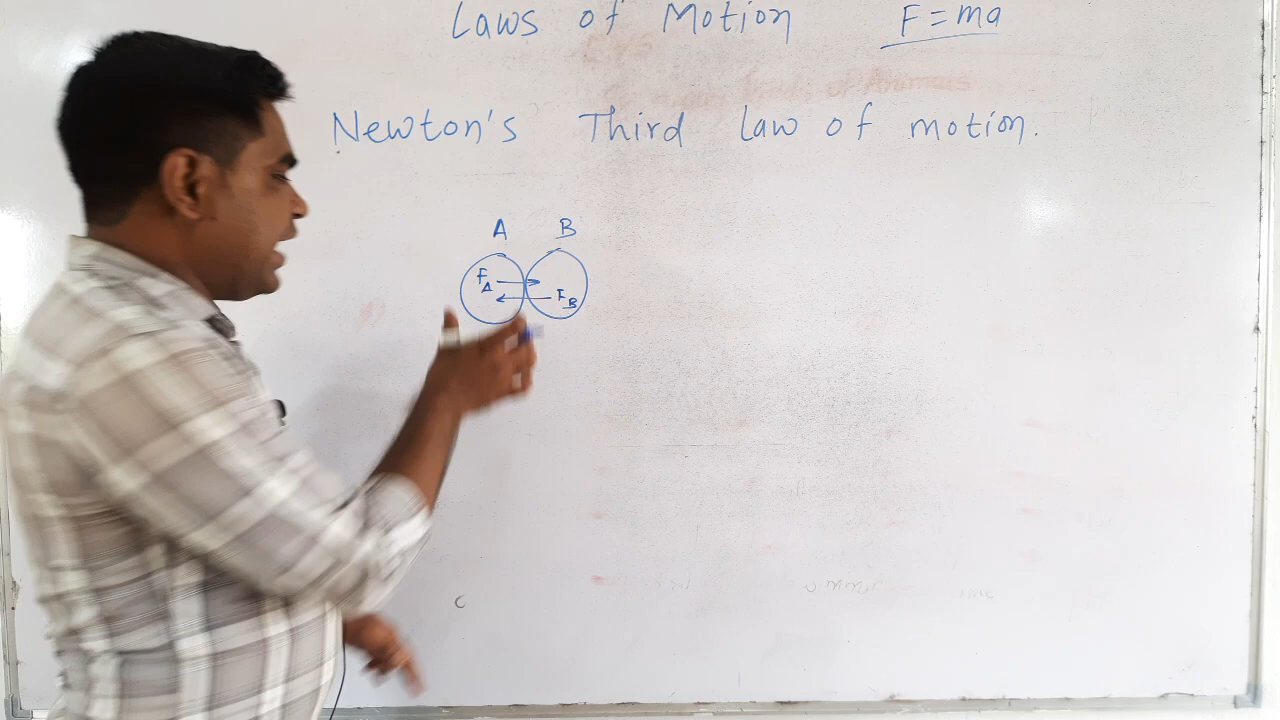 Laws of Motion F = ma
Newton's Third law of motion.
A B
F_A
F_B